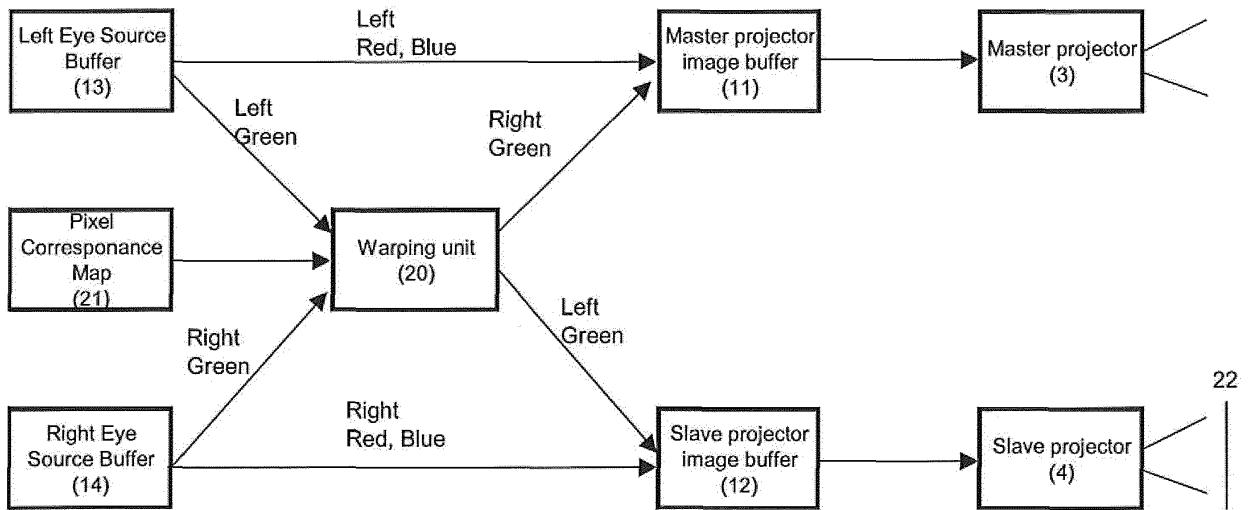 Left Eye Source
Buffer
(13)
Left
Red, Blue
Master projector
image buffer
(11)
Master projector
(3)
Left
Green
Right
Green
Pixel
Corresponance
Map
(21)
Warping unit
(20)
Left
Green
Right
Green
Right Eye
Source Buffer
(14)
Right
Red, Blue
Slave projector
image buffer
(12)
Slave projector
(4)
22